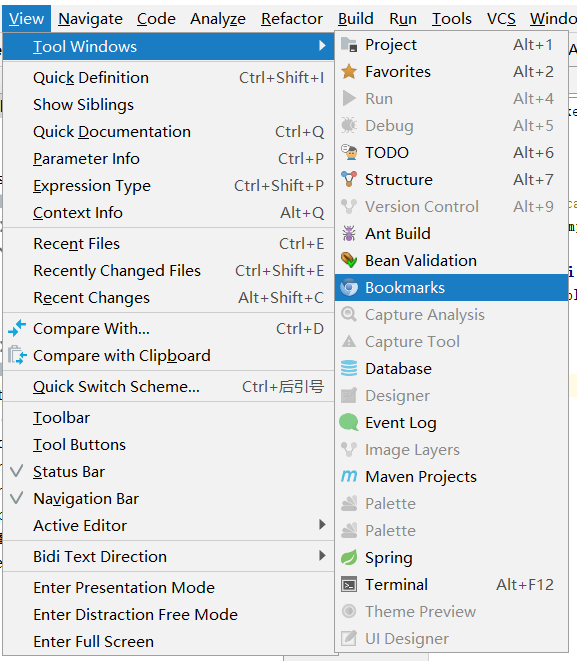 View Navigate Code Analyze Refactor Build Run Tools VCS Windo
Tool Windows
Quick Definition Ctrl+Shift+I
Show Siblings
Quick Documentation Ctrl+Q
Parameter Info Ctrl+P
Expression Type Ctrl+Shift+P
Context Info Alt+Q
Recent Files Ctrl+E
Recently Changed Files Ctrl+Shift+E
Recent Changes Alt+Shift+C
Compare With... Ctrl+D
Compare with Clipboard
Quick Switch Scheme... Ctrl+后引号
Toolbar
Tool Buttons
Status Bar
Navigation Bar
Active Editor
Bidi Text Direction
Enter Presentation Mode
Enter Distraction Free Mode
Enter Full Screen
Project Alt+1
Favorites Alt+2
Run Alt+4
Debug Alt+5
TODO Alt+6
Structure Alt+7
Version Control Alt+9
Ant Build
Bean Validation
Bookmarks
Capture Analysis
Capture Tool
Database
Designer
Event Log
Image Layers
Maven Projects
Palette
Palette
Spring
Terminal Alt+F12
Theme Preview
UI Designer